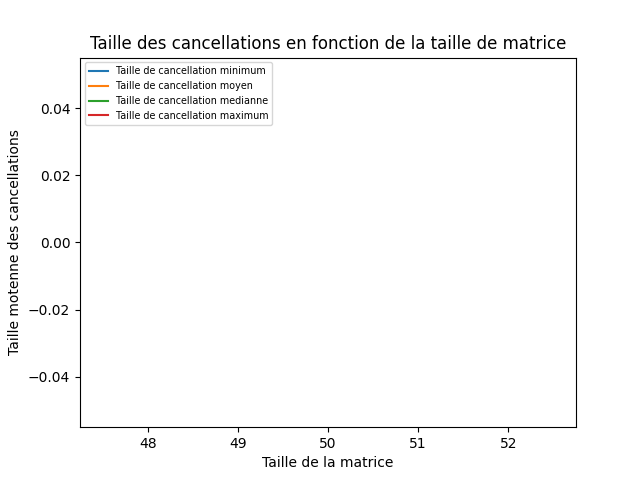 Taille des cancellations en fonction de la taille de matrice
Taille de cancellation minimum
Taille de cancellation moyen
Taille de cancellation medianne
Taille de cancellation maximum
0.04
0.02
0.00
−0.02
−0.04
Taille motenne des cancellations
48 49 50 51 52
Taille de la matrice